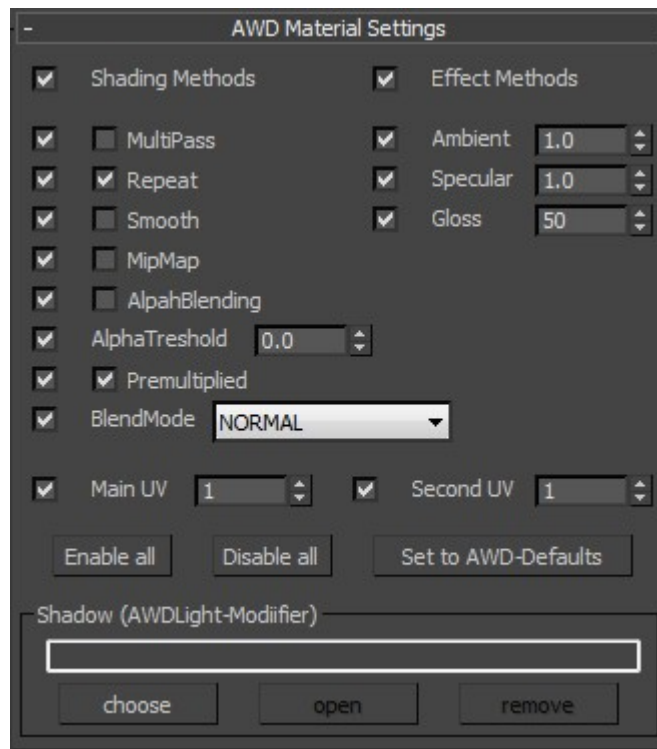 - AWD Material Settings
Shading Methods Effect Methods
MultiPass Ambient 1.0
Repeat Specular 1.0
Smooth Gloss 50
MipMap
AlpahBlending
AlphaTreshold 0.0
Premultiplied
BlendMode NORMAL
Main UV 1 Second UV 1
Enable all Disable all Set to AWD-Defaults
Shadow (AWDLight-Modiifier)
choose open remove